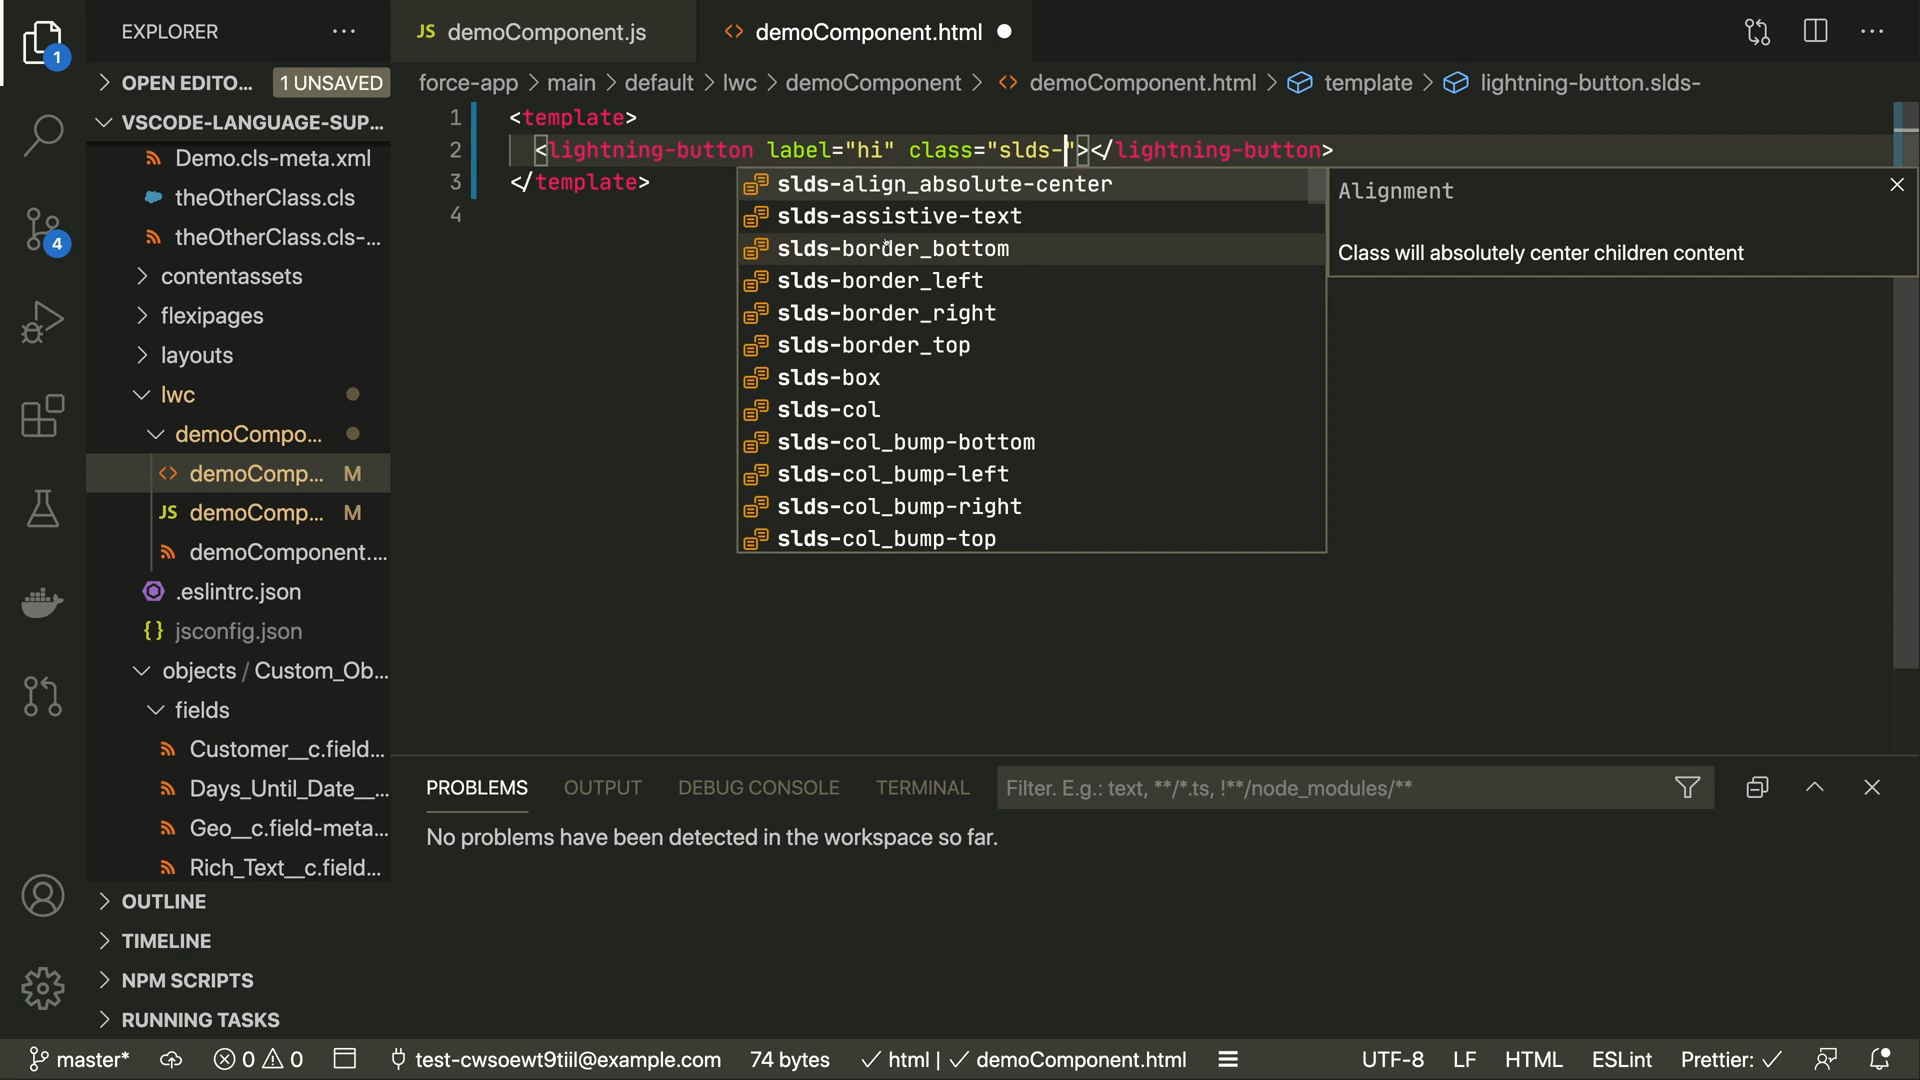 EXPLORER ···
JS demoComponent.js
<> demoComponent.html
1
OPEN EDITO... 1 UNSAVED
force-app > main > default > lwc > demoComponent > <> demoComponent.html > template > lightning-button.slds-
VSCODE-LANGUAGE-SUP...
Demo.cls-meta.xml
theOtherClass.cls
theOtherClass.cls-...
contentassets
flexipages
layouts
lwc
demoCompo...
<> demoComp... M
JS demoComp... M
demoComponent....
.eslintrc.json
{} jsconfig.json
objects / Custom_Ob...
fields
Customer__c.field...
Days_Until_Date__...
Geo__c.field-meta...
Rich_Text__c.field...
OUTLINE
TIMELINE
NPM SCRIPTS
RUNNING TASKS
4
1 <template>
2 <lightning-button label="hi" class="slds-"></lightning-button>
3 </template>
4
slds-align_absolute-center
slds-assistive-text
slds-border_bottom
slds-border_left
slds-border_right
slds-border_top
slds-box
slds-col
slds-col_bump-bottom
slds-col_bump-left
slds-col_bump-right
slds-col_bump-top
Alignment
Class will absolutely center children content
PROBLEMS OUTPUT DEBUG CONSOLE TERMINAL Filter. E.g.: text, **/*.ts, !**/node_modules/**
No problems have been detected in the workspace so far.
master* 0 0 test-cwsoewt9tiil@example.com 74 bytes ✓ html | ✓ demoComponent.html UTF-8 LF HTML ESLint Prettier: ✓